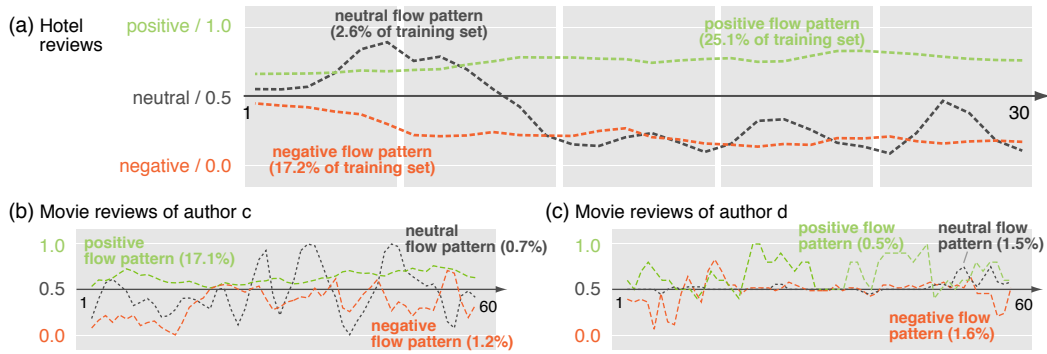 (a) Hotel reviews
positive / 1.0
neutral / 0.5
negative / 0.0
neutral flow pattern
(2.6% of training set)
positive flow pattern
(25.1% of training set)
negative flow pattern
(17.2% of training set)
1
30
(b) Movie reviews of author c
1.0
0.5
0.0
positive
flow pattern (17.1%)
neutral
flow pattern (0.7%)
negative
flow pattern (1.2%)
1
60
(c) Movie reviews of author d
1.0
0.5
0.0
positive flow
pattern (0.5%)
neutral flow
pattern (1.5%)
negative flow
pattern (1.6%)
1
60